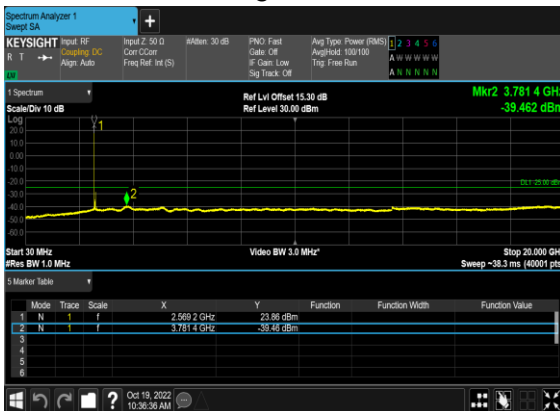 Spectrum Analyzer 1
Swept SA
KEYSIGHT Input: RF Input Z: 50 Ω #Atten: 30 dB PNO: Fast Avg Type: Power (RMS) 1 2 3 4 5 6
R T Coupling: DC Corr CCorr Gate: Off Avg|Hold: 100/100 A W W W W W
Align: Auto Freq Ref: Int (S) IF Gain: Low Trig: Free Run
LV Sig Track: Off A N N N N N
1 Spectrum Ref Lvl Offset 15.30 dB Mkr2 3.781 4 GHz
Scale/Div 10 dB Ref Level 30.00 dBm -39.462 dBm
Log
20.0
10.0
0.00
-10.0
-20.0
-30.0
-40.0
-50.0
-60.0
1
2
Start 30 MHz Video BW 3.0 MHz* Stop 20.000 GHz
#Res BW 1.0 MHz Sweep ~38.3 ms (40001 pts
5 Marker Table
Mode Trace Scale X Y Function Function Width Function Value
1 N 1 f 2.569 2 GHz 23.86 dBm
2 N 1 f 3.781 4 GHz -39.46 dBm
3
4
5
6
? Oct 19, 2022
10:36:36 AM